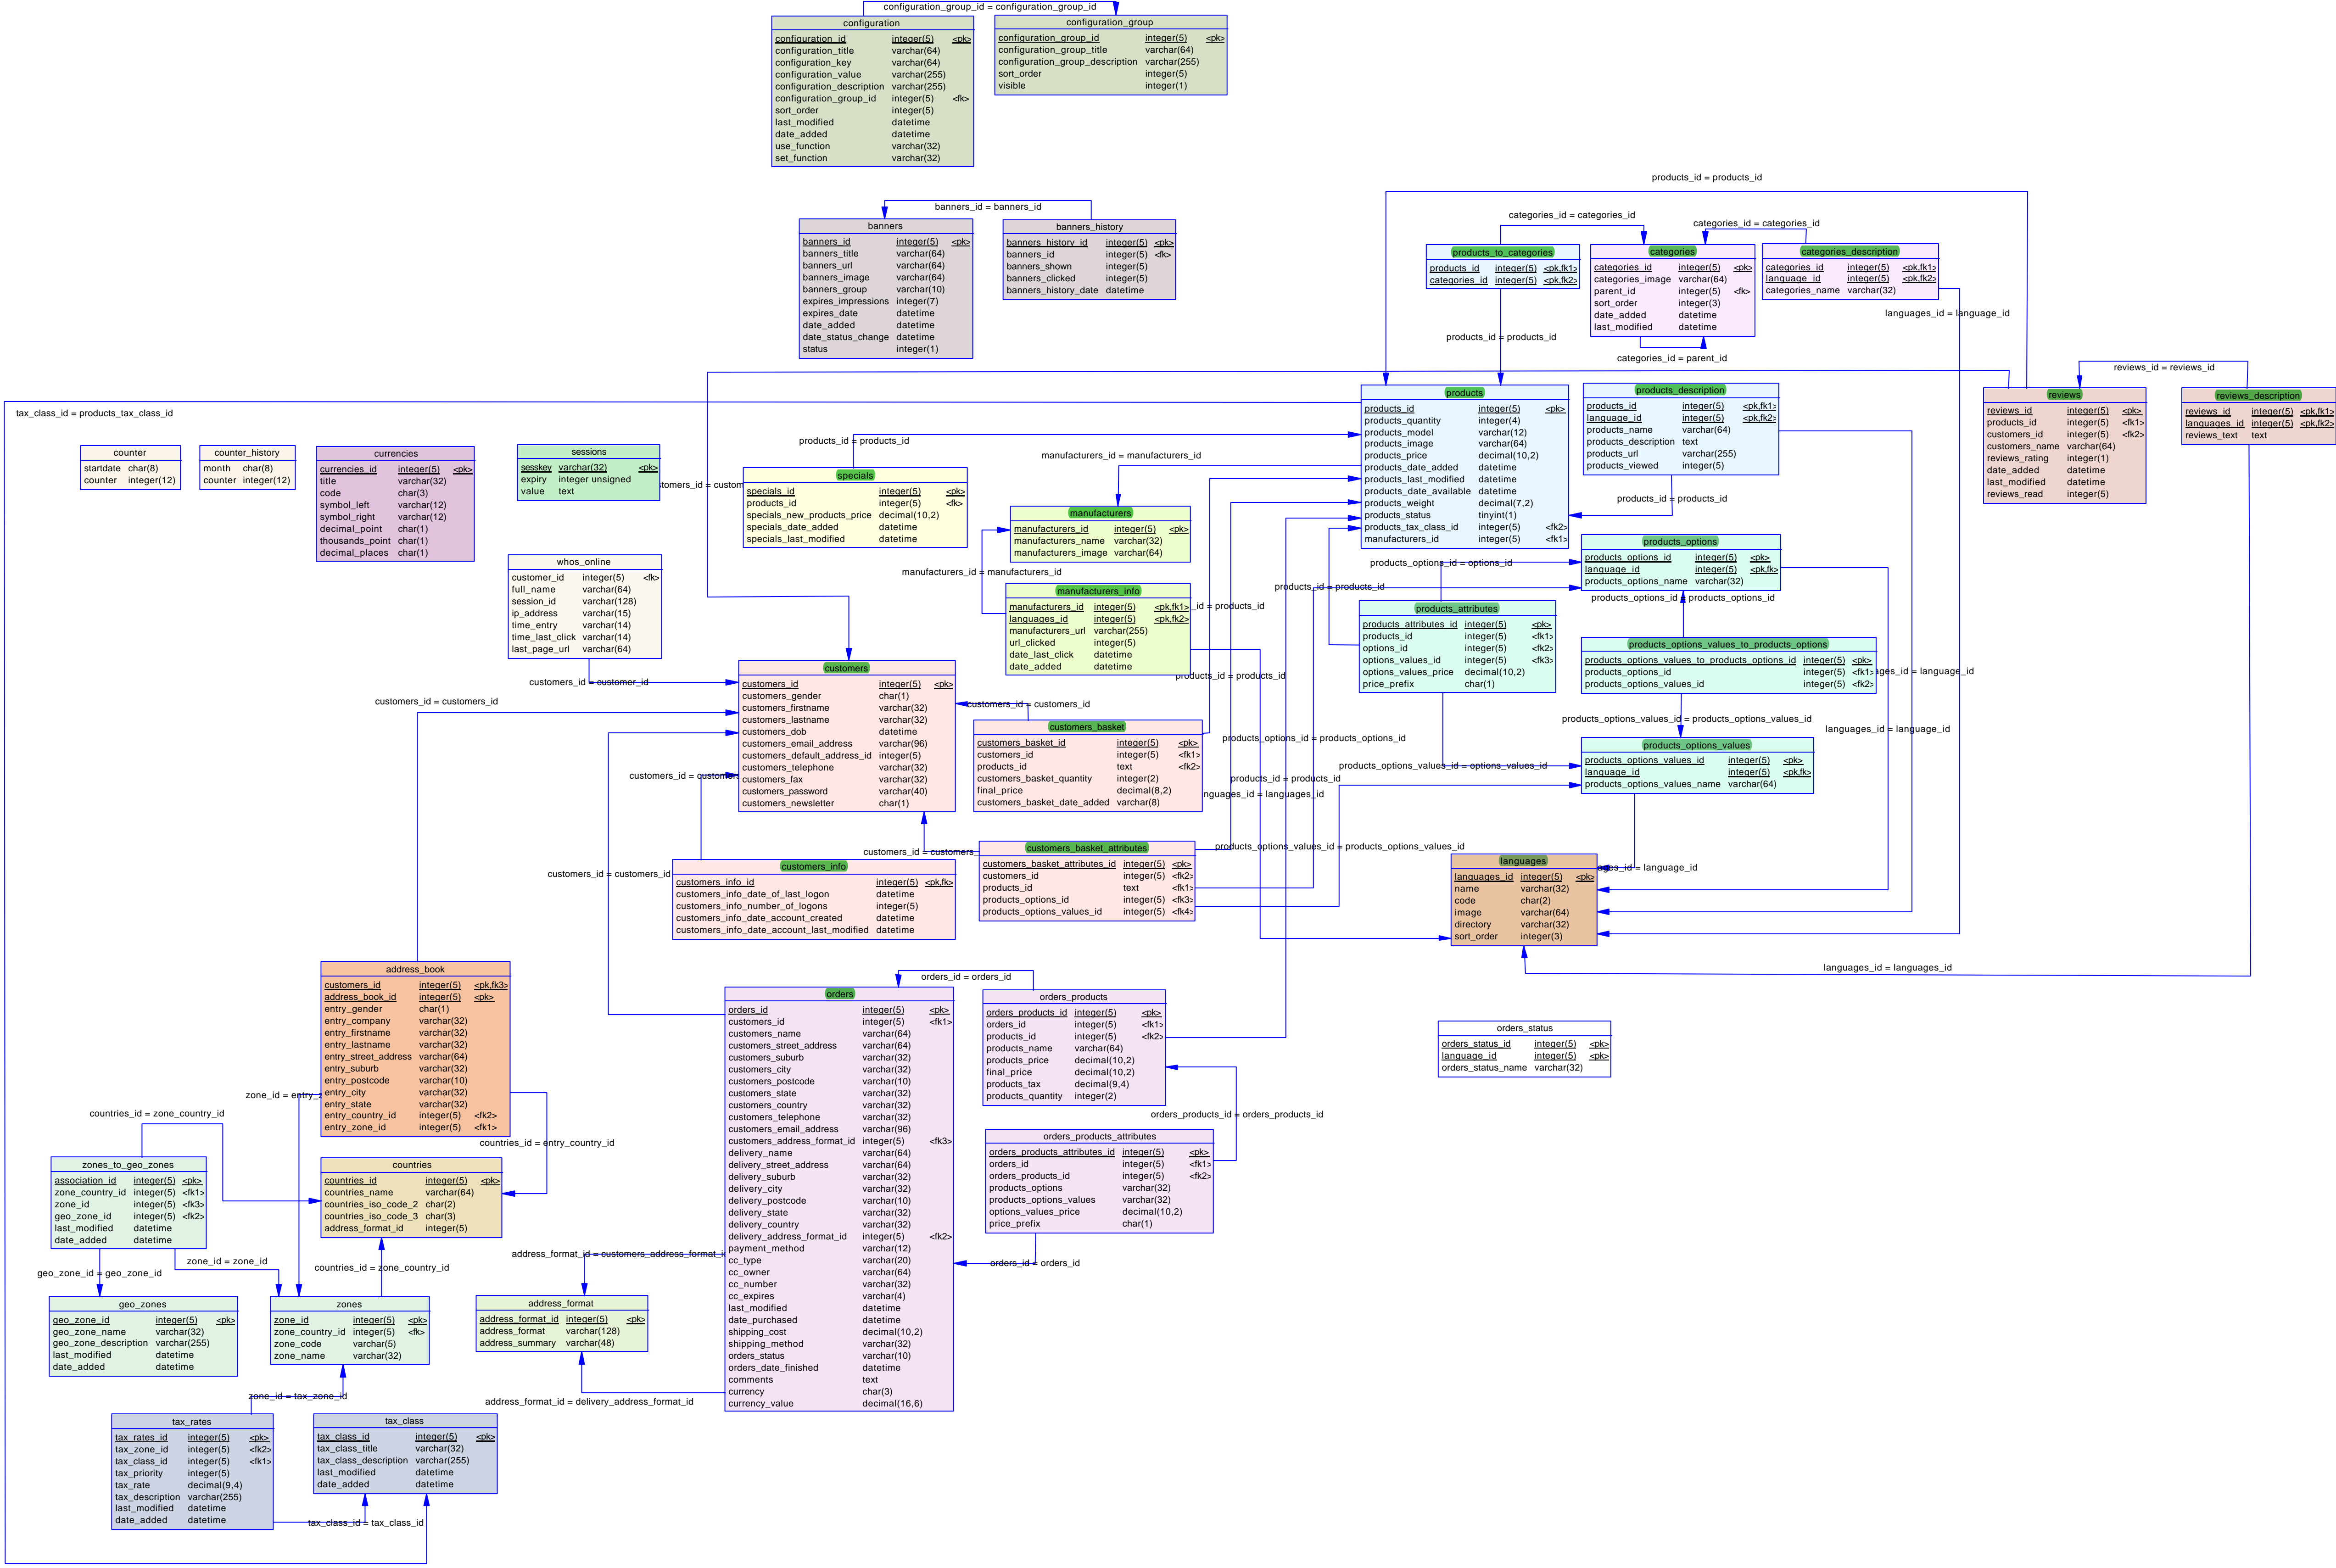 configuration_group_id = configuration_group_id
configuration
configuration_id integer(5) <pk>
configuration_title varchar(64)
configuration_key varchar(64)
configuration_value varchar(255)
configuration_description varchar(255)
configuration_group_id integer(5) <fk>
sort_order integer(5)
last_modified datetime
date_added datetime
use_function varchar(32)
set_function varchar(32)
configuration_group
configuration_group_id integer(5) <pk>
configuration_group_title varchar(64)
configuration_group_description varchar(255)
sort_order integer(5)
visible integer(1)
banners_id = banners_id
banners
banners_id integer(5) <pk>
banners_title varchar(64)
banners_url varchar(64)
banners_image varchar(64)
banners_group varchar(10)
expires_impressions integer(7)
expires_date datetime
date_added datetime
date_status_change datetime
status integer(1)
banners_history
banners_history_id integer(5) <pk>
banners_id integer(5) <fk>
banners_shown integer(5)
banners_clicked integer(5)
banners_history_date datetime
products_id = products_id
categories_id = categories_id
categories_id = categories_id
products_to_categories
products_id integer(5) <pk,fk1>
categories_id integer(5) <pk,fk2>
categories
categories_id integer(5) <pk>
categories_image varchar(64)
parent_id integer(5) <fk>
sort_order integer(3)
date_added datetime
last_modified datetime
categories_description
categories_id integer(5) <pk,fk1>
language_id integer(5) <pk,fk2>
categories_name varchar(32)
languages_id = language_id
products_id = products_id
categories_id = parent_id
reviews_id = reviews_id
tax_class_id = products_tax_class_id
products
products_id integer(5) <pk>
products_quantity integer(4)
products_model varchar(12)
products_image varchar(64)
products_price decimal(10,2)
products_date_added datetime
products_last_modified datetime
products_date_available datetime
products_weight decimal(7,2)
products_status tinyint(1)
products_tax_class_id integer(5) <fk2>
manufacturers_id integer(5) <fk1>
products_description
products_id integer(5) <pk,fk1>
language_id integer(5) <pk,fk2>
products_name varchar(64)
products_description text
products_url varchar(255)
products_viewed integer(5)
reviews
reviews_id integer(5) <pk>
products_id integer(5) <fk1>
customers_id integer(5) <fk2>
customers_name varchar(64)
reviews_rating integer(1)
date_added datetime
last_modified datetime
reviews_read integer(5)
reviews_description
reviews_id integer(5) <pk,fk1>
languages_id integer(5) <pk,fk2>
reviews_text text
counter
startdate char(8)
counter integer(12)
counter_history
month char(8)
counter integer(12)
currencies
currencies_id integer(5) <pk>
title varchar(32)
code char(3)
symbol_left varchar(12)
symbol_right varchar(12)
decimal_point char(1)
thousands_point char(1)
decimal_places char(1)
sessions
sesskey varchar(32) <pk>
expiry integer unsigned
value text
products_id = products_id
tomers_id = custom
specials
specials_id integer(5) <pk>
products_id integer(5) <fk>
specials_new_products_price decimal(10,2)
specials_date_added datetime
specials_last_modified datetime
manufacturers_id = manufacturers_id
manufacturers
manufacturers_id integer(5) <pk>
manufacturers_name varchar(32)
manufacturers_image varchar(64)
products_id = products_id
manufacturers_id = manufacturers_id
manufacturers_info
manufacturers_id integer(5) <pk,fk1>
languages_id integer(5) <pk,fk2>
manufacturers_url varchar(255)
url_clicked integer(5)
date_last_click datetime
date_added datetime
_id = products_id
products_id = products_id
products_options_id = options_id
products_id = products_id
products_options
products_options_id integer(5) <pk>
language_id integer(5) <pk,fk>
products_options_name varchar(32)
products_options_id = products_options_id
products_attributes
products_attributes_id integer(5) <pk>
products_id integer(5) <fk1>
options_id integer(5) <fk2>
options_values_id integer(5) <fk3>
options_values_price decimal(10,2)
price_prefix char(1)
products_options_values_to_products_options
products_options_values_to_products_options_id integer(5) <pk>
products_options_id integer(5) <fk1>
products_options_values_id integer(5) <fk2>
ages_id = language_id
whos_online
customer_id integer(5) <fk>
full_name varchar(64)
session_id varchar(128)
ip_address varchar(15)
time_entry varchar(14)
time_last_click varchar(14)
last_page_url varchar(64)
customers_id = customer_id
customers_id = customers_id
customers
customers_id integer(5) <pk>
customers_gender char(1)
customers_firstname varchar(32)
customers_lastname varchar(32)
customers_dob datetime
customers_email_address varchar(96)
customers_default_address_id integer(5)
customers_telephone varchar(32)
customers_fax varchar(32)
customers_password varchar(40)
customers_newsletter char(1)
customers_id = customers
customers_id = customers_id
customers_basket
customers_basket_id integer(5) <pk>
customers_id integer(5) <fk1>
products_id text <fk2>
customers_basket_quantity integer(2)
final_price decimal(8,2)
customers_basket_date_added varchar(8)
products_options_values_id = products_options_values_id
languages_id = language_id
products_options_id = products_options_id
products_options_values_id = options_values_id
products_id = products_id
nguages_id = languages_id
products_options_values
products_options_values_id integer(5) <pk>
language_id integer(5) <pk,fk>
products_options_values_name varchar(64)
customers_id = customers_
products_options_values_id = products_options_values_id
customers_id = customers_id
customers_info
customers_info_id integer(5) <pk,fk>
customers_info_date_of_last_logon datetime
customers_info_number_of_logons integer(5)
customers_info_date_account_created datetime
customers_info_date_account_last_modified datetime
customers_basket_attributes
customers_basket_attributes_id integer(5) <pk>
customers_id integer(5) <fk2>
products_id text <fk1>
products_options_id integer(5) <fk3>
products_options_values_id integer(5) <fk4>
languages
languages_id integer(5) <pk>
name varchar(32)
code char(2)
image varchar(64)
directory varchar(32)
sort_order integer(3)
ages_id = language_id
languages_id = languages_id
address_book
customers_id integer(5) <pk,fk3>
address_book_id integer(5) <pk>
entry_gender char(1)
entry_company varchar(32)
entry_firstname varchar(32)
entry_lastname varchar(32)
entry_street_address varchar(64)
entry_suburb varchar(32)
entry_postcode varchar(10)
entry_city varchar(32)
entry_state varchar(32)
entry_country_id integer(5) <fk2>
entry_zone_id integer(5) <fk1>
zone_id = entry_z
countries_id = zone_country_id
countries_id = entry_country_id
orders
orders_id integer(5) <pk>
customers_id integer(5) <fk1>
customers_name varchar(64)
customers_street_address varchar(64)
customers_suburb varchar(32)
customers_city varchar(32)
customers_postcode varchar(10)
customers_state varchar(32)
customers_country varchar(32)
customers_telephone varchar(32)
customers_email_address varchar(96)
customers_address_format_id integer(5) <fk3>
delivery_name varchar(64)
delivery_street_address varchar(64)
delivery_suburb varchar(32)
delivery_city varchar(32)
delivery_postcode varchar(10)
delivery_state varchar(32)
delivery_country varchar(32)
delivery_address_format_id integer(5) <fk2>
payment_method varchar(12)
cc_type varchar(20)
cc_owner varchar(64)
cc_number varchar(32)
cc_expires varchar(4)
last_modified datetime
date_purchased datetime
shipping_cost decimal(10,2)
shipping_method varchar(32)
orders_status varchar(10)
orders_date_finished datetime
comments text
currency char(3)
currency_value decimal(16,6)
orders_id = orders_id
orders_products
orders_products_id integer(5) <pk>
orders_id integer(5) <fk1>
products_id integer(5) <fk2>
products_name varchar(64)
products_price decimal(10,2)
final_price decimal(10,2)
products_tax decimal(9,4)
products_quantity integer(2)
orders_products_id = orders_products_id
orders_products_attributes
orders_products_attributes_id integer(5) <pk>
orders_id integer(5) <fk1>
orders_products_id integer(5) <fk2>
products_options varchar(32)
products_options_values varchar(32)
options_values_price decimal(10,2)
price_prefix char(1)
orders_id = orders_id
orders_status
orders_status_id integer(5) <pk>
language_id integer(5) <pk>
orders_status_name varchar(32)
zones_to_geo_zones
association_id integer(5) <pk>
zone_country_id integer(5) <fk1>
zone_id integer(5) <fk3>
geo_zone_id integer(5) <fk2>
last_modified datetime
date_added datetime
countries
countries_id integer(5) <pk>
countries_name varchar(64)
countries_iso_code_2 char(2)
countries_iso_code_3 char(3)
address_format_id integer(5)
zone_id = zone_id
geo_zone_id = geo_zone_id
countries_id = zone_country_id
address_format_id = customers_address_format_i
geo_zones
geo_zone_id integer(5) <pk>
geo_zone_name varchar(32)
geo_zone_description varchar(255)
last_modified datetime
date_added datetime
zones
zone_id integer(5) <pk>
zone_country_id integer(5) <fk>
zone_code varchar(5)
zone_name varchar(32)
address_format
address_format_id integer(5) <pk>
address_format varchar(128)
address_summary varchar(48)
zone_id = tax_zone_id
address_format_id = delivery_address_format_id
tax_rates
tax_rates_id integer(5) <pk>
tax_zone_id integer(5) <fk2>
tax_class_id integer(5) <fk1>
tax_priority integer(5)
tax_rate decimal(9,4)
tax_description varchar(255)
last_modified datetime
date_added datetime
tax_class
tax_class_id integer(5) <pk>
tax_class_title varchar(32)
tax_class_description varchar(255)
last_modified datetime
date_added datetime
tax_class_id = tax_class_id